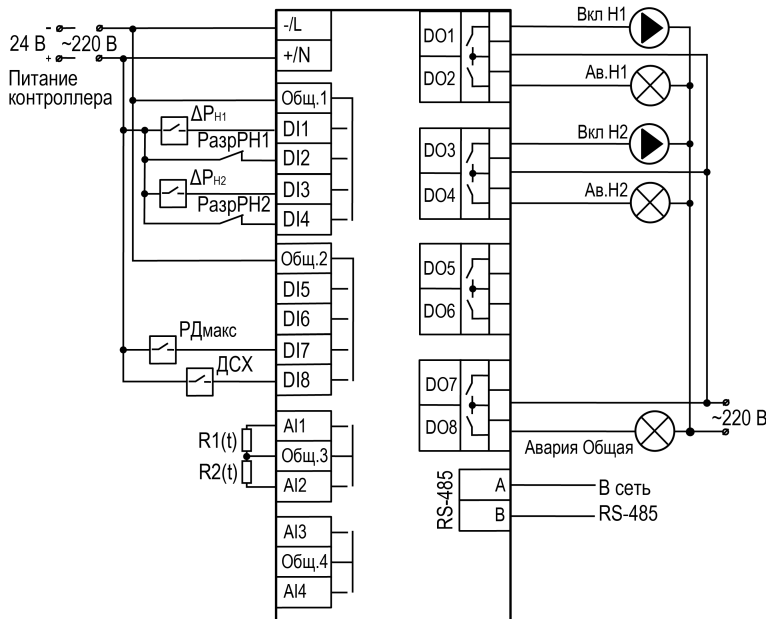 24 В
~220 В
Питание
контроллера
-/L
+/N
Общ.1
ΔPН1
DI1
РазрРН1
DI2
ΔPН2
DI3
РазрРН2
DI4
Общ.2
DI5
DI6
РДмакс
DI7
ДСХ
DI8
R1(t)
AI1
Общ.3
R2(t)
AI2
AI3
Общ.4
AI4
DO1
Вкл Н1
DO2
Ав.Н1
DO3
Вкл Н2
DO4
Ав.Н2
DO5
DO6
DO7
~220 В
DO8
Авария Общая
RS-485
A
В сеть
B
RS-485